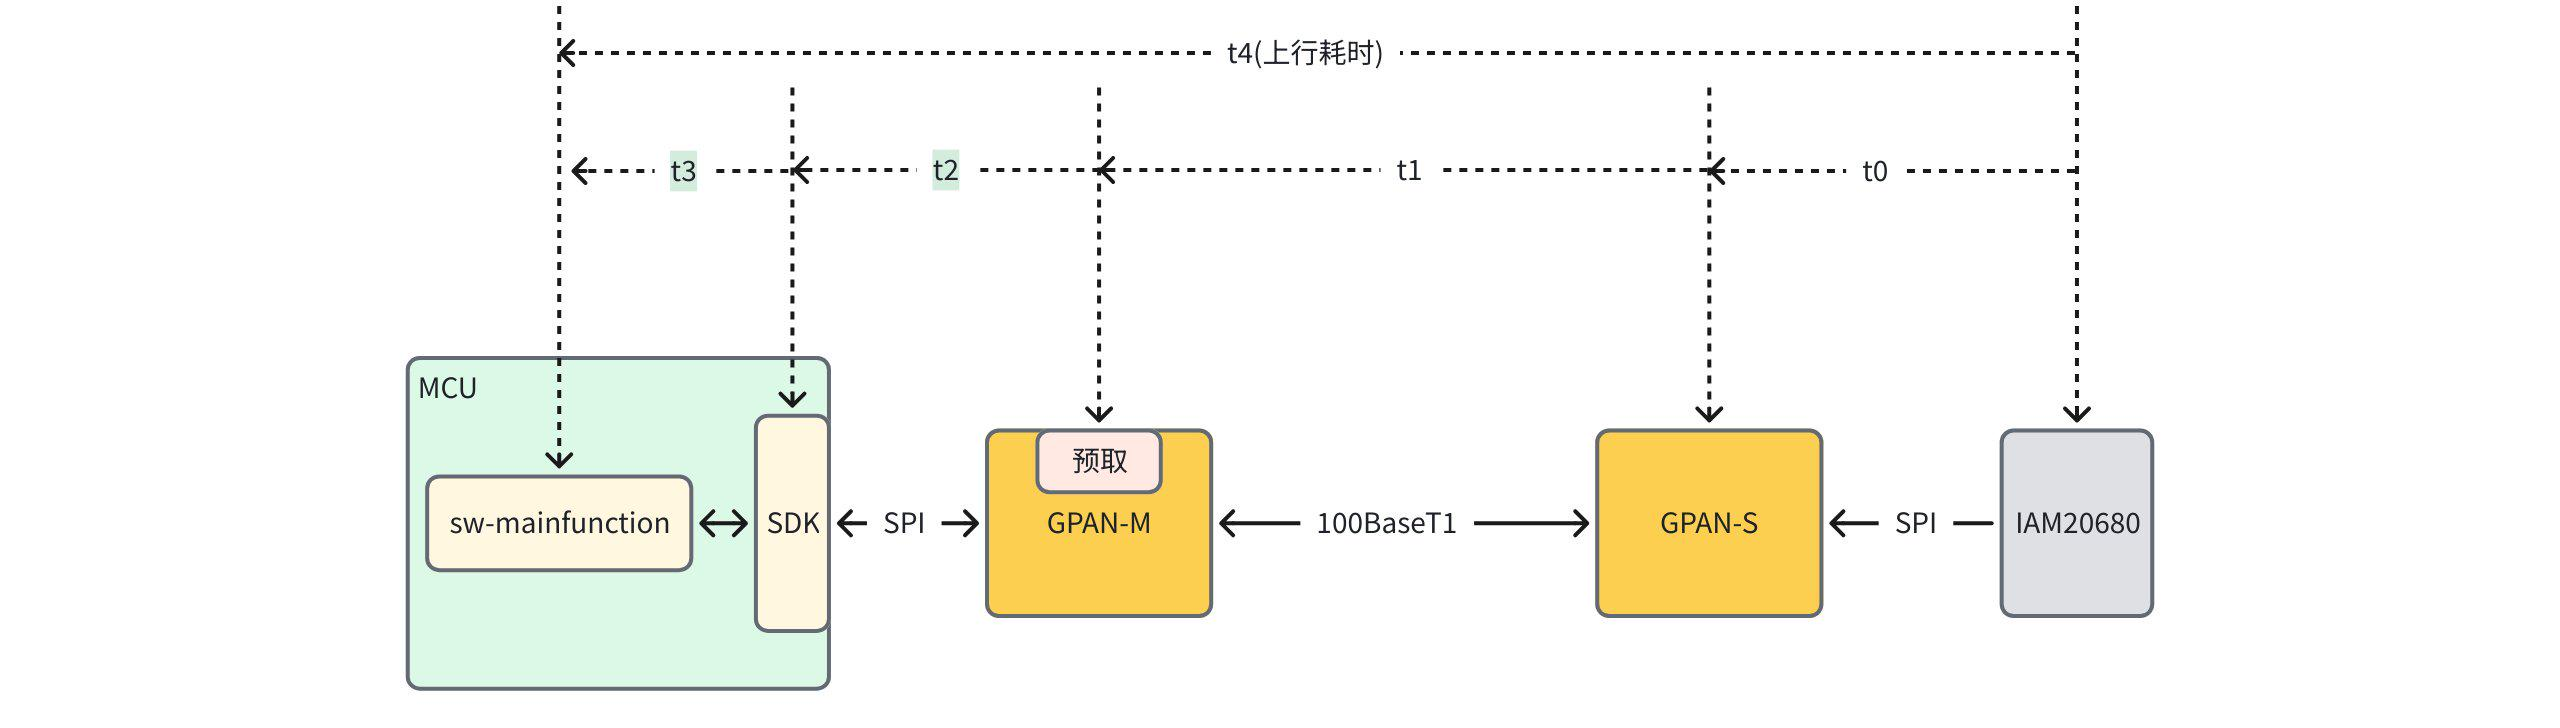 t4(上行耗时)
t3
t2
t1
t0
MCU
预取
sw-mainfunction
SDK
SPI
GPAN-M
100BaseT1
GPAN-S
SPI
IAM20680